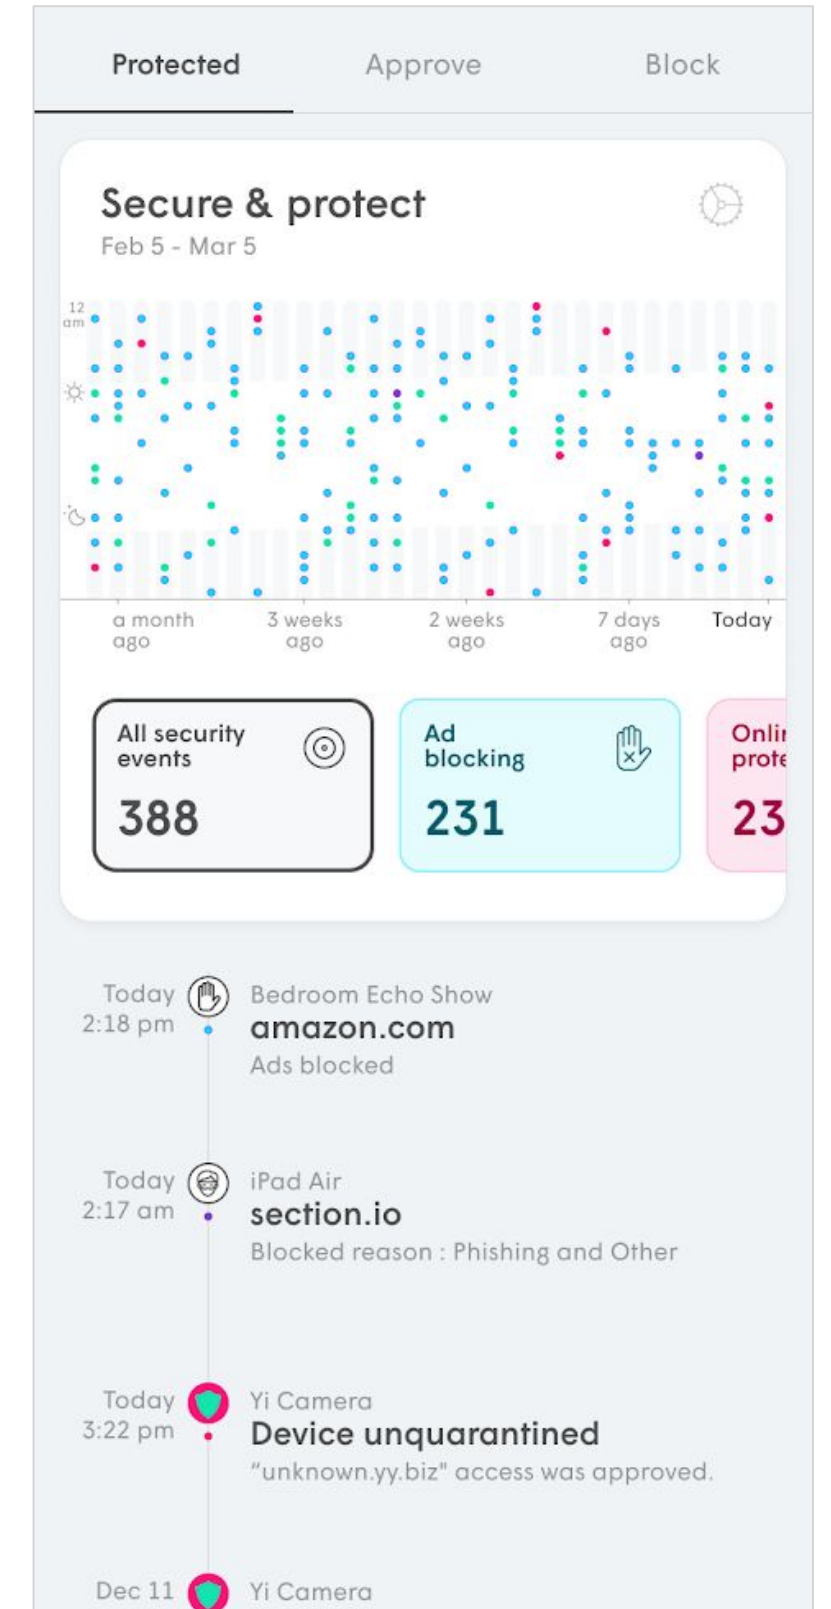 Protected Approve Block
Secure & protect
Feb 5 - Mar 5
12
am
a month
ago
3 weeks
ago
2 weeks
ago
7 days
ago
Today
All security
events
388
Ad
blocking
231
23
Today
2:18 pm
Bedroom Echo Show
amazon.com
Ads blocked
Today
2:17 am
iPad Air
section.io
Blocked reason : Phishing and Other
Today
3:22 pm
Yi Camera
Device unquarantined
“unknown.yy.biz" access was approved.
Dec 11
Yi Camera